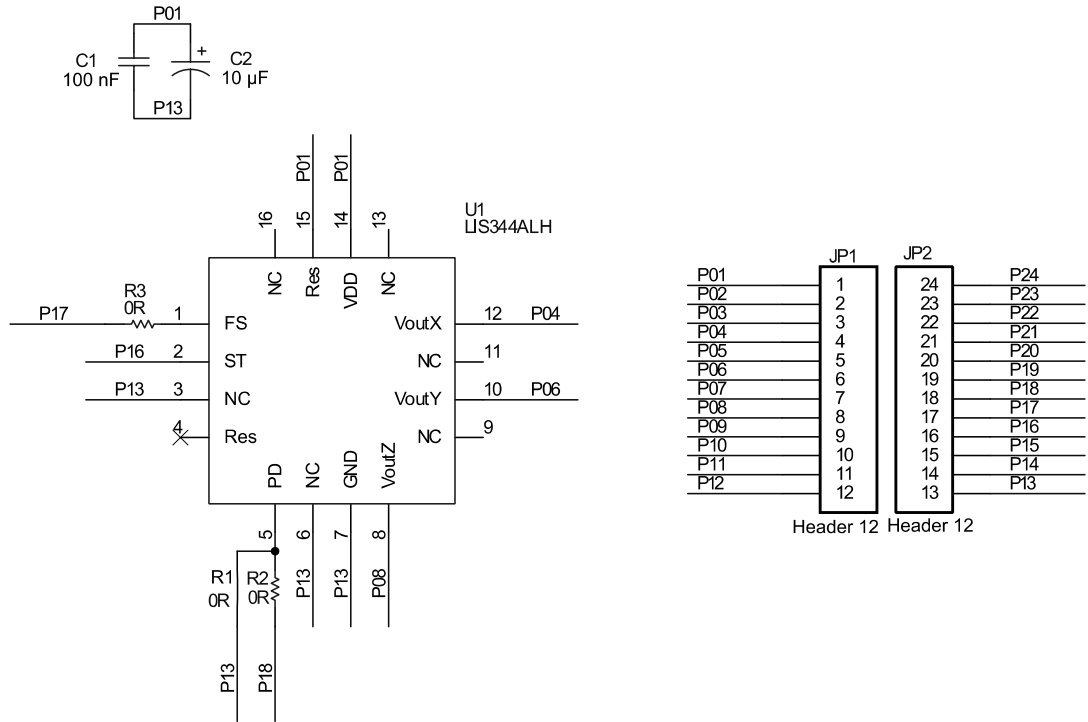 P01
C1
100 nF
+
C2
10 µF
P13
P01
P01
16
15
14
13
U1
LIS344ALH
NC
Res
VDD
NC
P17
R3
0R
1
FS
VoutX
12
P04
P16
2
ST
NC
11
P13
3
NC
VoutY
10
P06
4
Res
NC
9
PD
NC
GND
VoutZ
5
6
7
8
R1
0R
R2
0R
P13
P13
P08
P13
P18
JP1
P01
1
P02
2
P03
3
P04
4
P05
5
P06
6
P07
7
P08
8
P09
9
P10
10
P11
11
P12
12
Header 12
JP2
24
P24
23
P23
22
P22
21
P21
20
P20
19
P19
18
P18
17
P17
16
P16
15
P15
14
P14
13
P13
Header 12